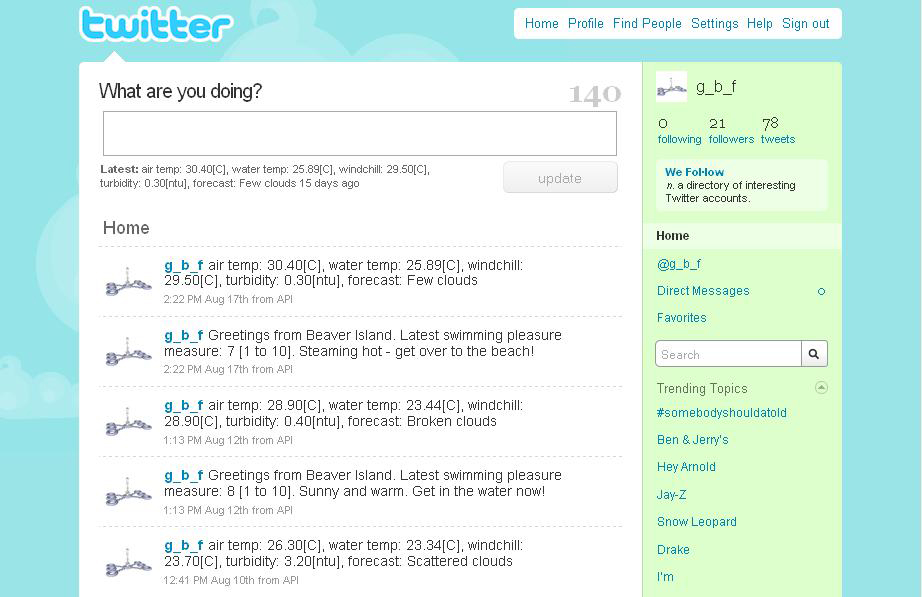 twitter
Home Profile Find People Settings Help Sign out
What are you doing?
140
Latest: air temp: 30.40[C], water temp: 25.89[C], windchill: 29.50[C],
turbidity: 0.30[ntu], forecast: Few clouds 15 days ago
update
Home
g_b_f air temp: 30.40[C], water temp: 25.89[C], windchill:
29.50[C], turbidity: 0.30[ntu], forecast: Few clouds
2:22 PM Aug 17th from API
g_b_f Greetings from Beaver Island. Latest swimming pleasure
measure: 7 [1 to 10]. Steaming hot - get over to the beach!
2:22 PM Aug 17th from API
g_b_f air temp: 28.90[C], water temp: 23.44[C], windchill:
28.90[C], turbidity: 0.40[ntu], forecast: Broken clouds
1:13 PM Aug 12th from API
g_b_f Greetings from Beaver Island. Latest swimming pleasure
measure: 8 [1 to 10]. Sunny and warm. Get in the water now!
1:13 PM Aug 12th from API
g_b_f air temp: 26.30[C], water temp: 23.34[C], windchill:
23.70[C], turbidity: 3.20[ntu], forecast: Scattered clouds
12:41 PM Aug 10th from API
g_b_f
0 21 78
following followers tweets
We Follow
n. a directory of interesting
Twitter accounts.
Home
@g_b_f
Direct Messages 0
Favorites
Search
Trending Topics
#somebodyshouldatold
Ben & Jerry's
Hey Arnold
Jay-Z
Snow Leopard
Drake
I'm